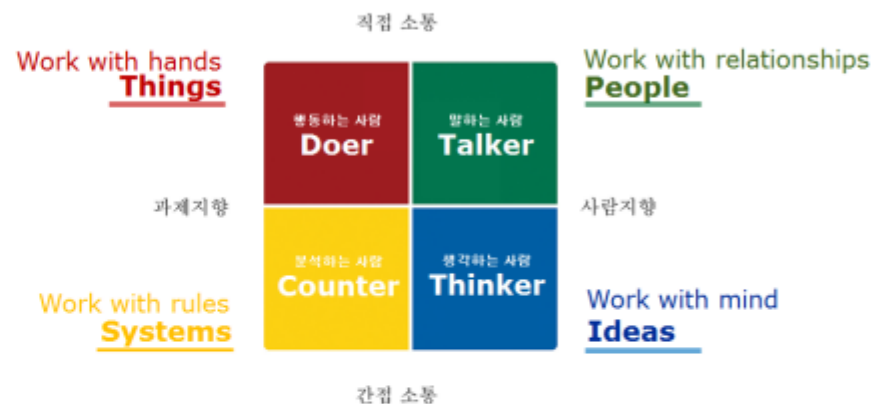 직접 소통
Work with hands
Things
Work with relationships
People
행동하는 사람
Doer
말하는 사람
Talker
과제지향
사람지향
분석하는 사람
Counter
생각하는 사람
Thinker
Work with rules
Systems
Work with mind
Ideas
간접 소통